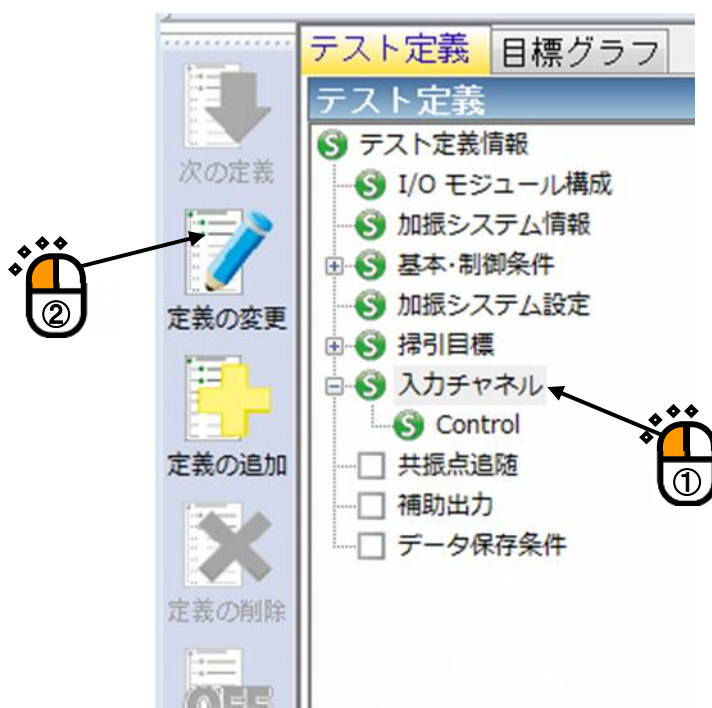 テスト定義 目標グラフ
テスト定義
テスト定義情報
I/O モジュール構成
加振システム情報
基本・制御条件
加振システム設定
掃引目標
入力チャネル
Control
共振点追随
補助出力
データ保存条件
次の定義
定義の変更
定義の追加
定義の削除
OFF
②
①